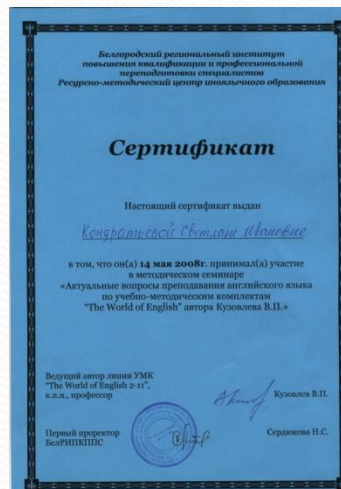 Белгородский региональный институт
повышения квалификации и профессиональной
переподготовки специалистов
Ресурсно-методический центр иноязычного образования
Сертификат
Настоящий сертификат выдан
Кондратьевой Светлане Ивановне
в том, что он(а) 14 мая 2008г. принимал(а) участие
в методическом семинаре
«Актуальные вопросы преподавания английского языка
по учебно-методическим комплектам
"The World of English" автора Кузовлева В.П.»
Ведущий автор линии УМК
"The World of English 2-11",
к.п.н., профессор
Кузовлев В.П.
Первый проректор
БелРИПКППС
Сердюкова Н.С.